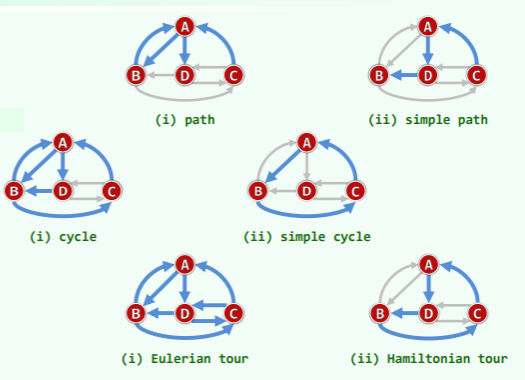 A
A
B
D
C
B
D
C
(i) path
(ii) simple path
A
A
B
D
C
B
D
C
(i) cycle
(ii) simple cycle
A
A
B
D
C
B
D
C
(i) Eulerian tour
(ii) Hamiltonian tour